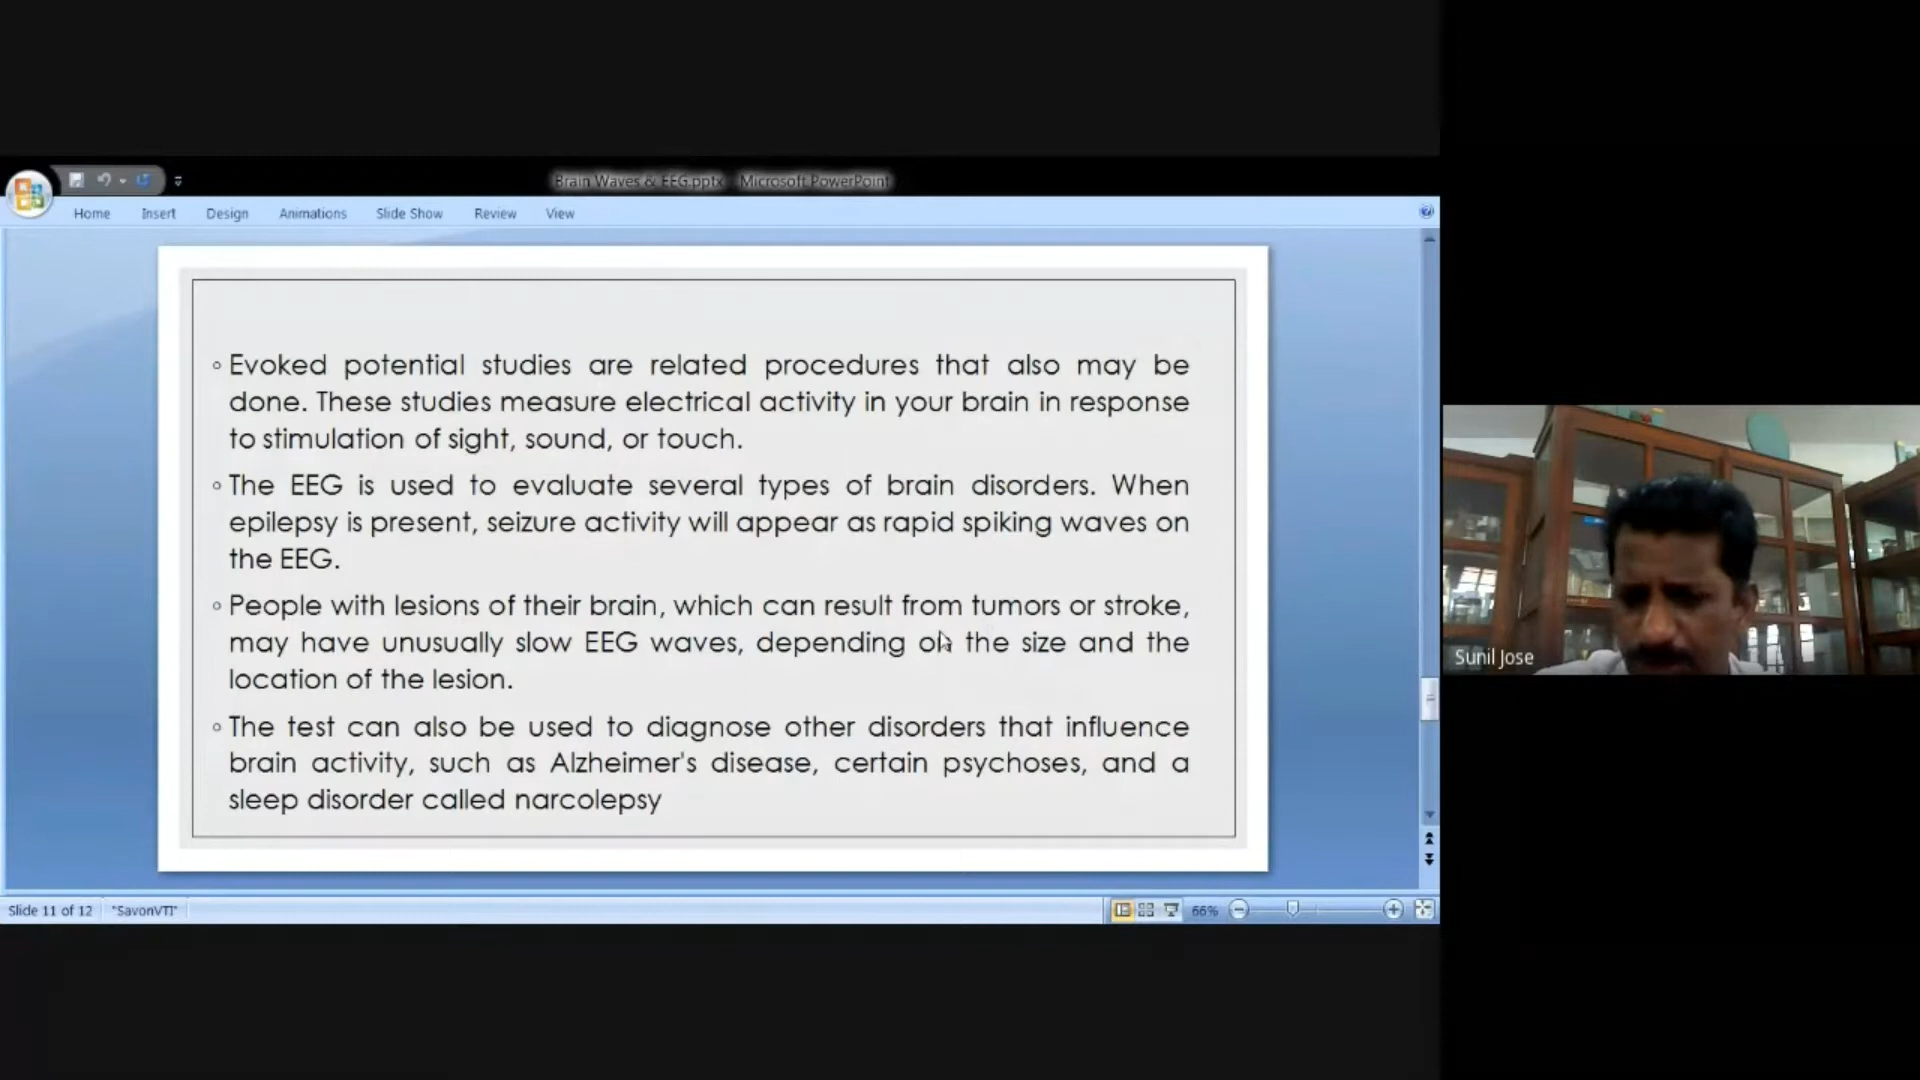 Brain Waves & EEG.pptx - Microsoft PowerPoint
Home Insert Design Animations Slide Show Review View
◦ Evoked potential studies are related procedures that also may be
done. These studies measure electrical activity in your brain in response
to stimulation of sight, sound, or touch.
◦ The EEG is used to evaluate several types of brain disorders. When
epilepsy is present, seizure activity will appear as rapid spiking waves on
the EEG.
◦ People with lesions of their brain, which can result from tumors or stroke,
may have unusually slow EEG waves, depending on the size and the
location of the lesion.
◦ The test can also be used to diagnose other disorders that influence
brain activity, such as Alzheimer's disease, certain psychoses, and a
sleep disorder called narcolepsy
Sunil Jose
Slide 11 of 12 "SavonVTI" 66%